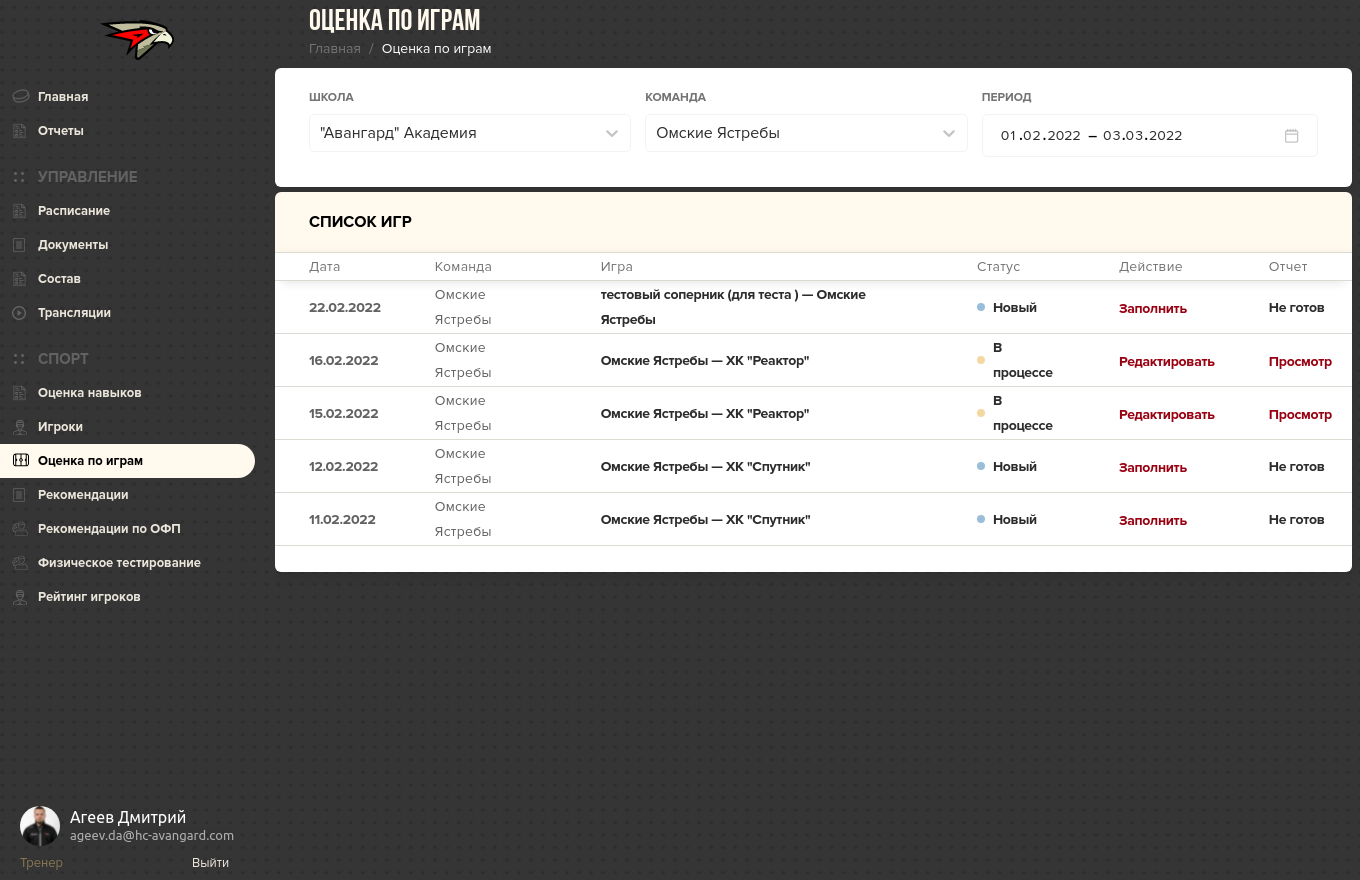 Главная
Отчеты
УПРАВЛЕНИЕ
Расписание
Документы
Состав
Трансляции
СПОРТ
Оценка навыков
Игроки
Оценка по играм
Рекомендации
Рекомендации по ОФП
Физическое тестирование
Рейтинг игроков
Агеев Дмитрий
ageev.da@hc-avangard.com
Тренер Выйти
ОЦЕНКА ПО ИГРАМ
Главная / Оценка по играм
ШКОЛА КОМАНДА ПЕРИОД
"Авангард" Академия Омские Ястребы 01.02.2022 – 03.03.2022
СПИСОК ИГР
Дата Команда Игра Статус Действие Отчет
22.02.2022 Омские Ястребы тестовый соперник (для теста ) — Омские Ястребы Новый Заполнить Не готов
16.02.2022 Омские Ястребы Омские Ястребы — ХК "Реактор" В процессе Редактировать Просмотр
15.02.2022 Омские Ястребы Омские Ястребы — ХК "Реактор" В процессе Редактировать Просмотр
12.02.2022 Омские Ястребы Омские Ястребы — ХК "Спутник" Новый Заполнить Не готов
11.02.2022 Омские Ястребы Омские Ястребы — ХК "Спутник" Новый Заполнить Не готов